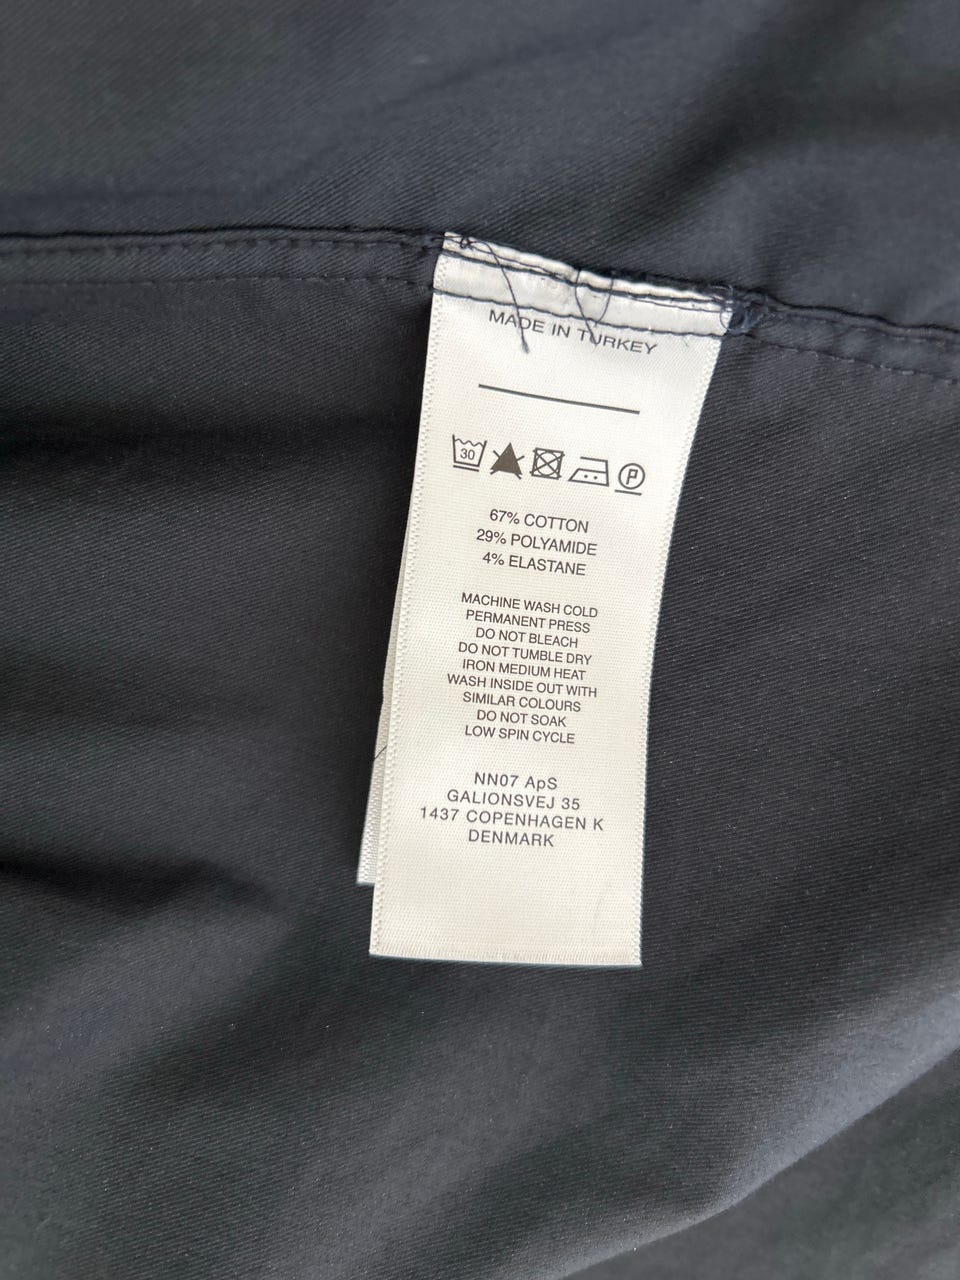 MADE IN TURKEY
30 P
67% COTTON
29% POLYAMIDE
4% ELASTANE
MACHINE WASH COLD
PERMANENT PRESS
DO NOT BLEACH
DO NOT TUMBLE DRY
IRON MEDIUM HEAT
WASH INSIDE OUT WITH
SIMILAR COLOURS
DO NOT SOAK
LOW SPIN CYCLE
NN07 ApS
GALIONSVEJ 35
1437 COPENHAGEN K
DENMARK